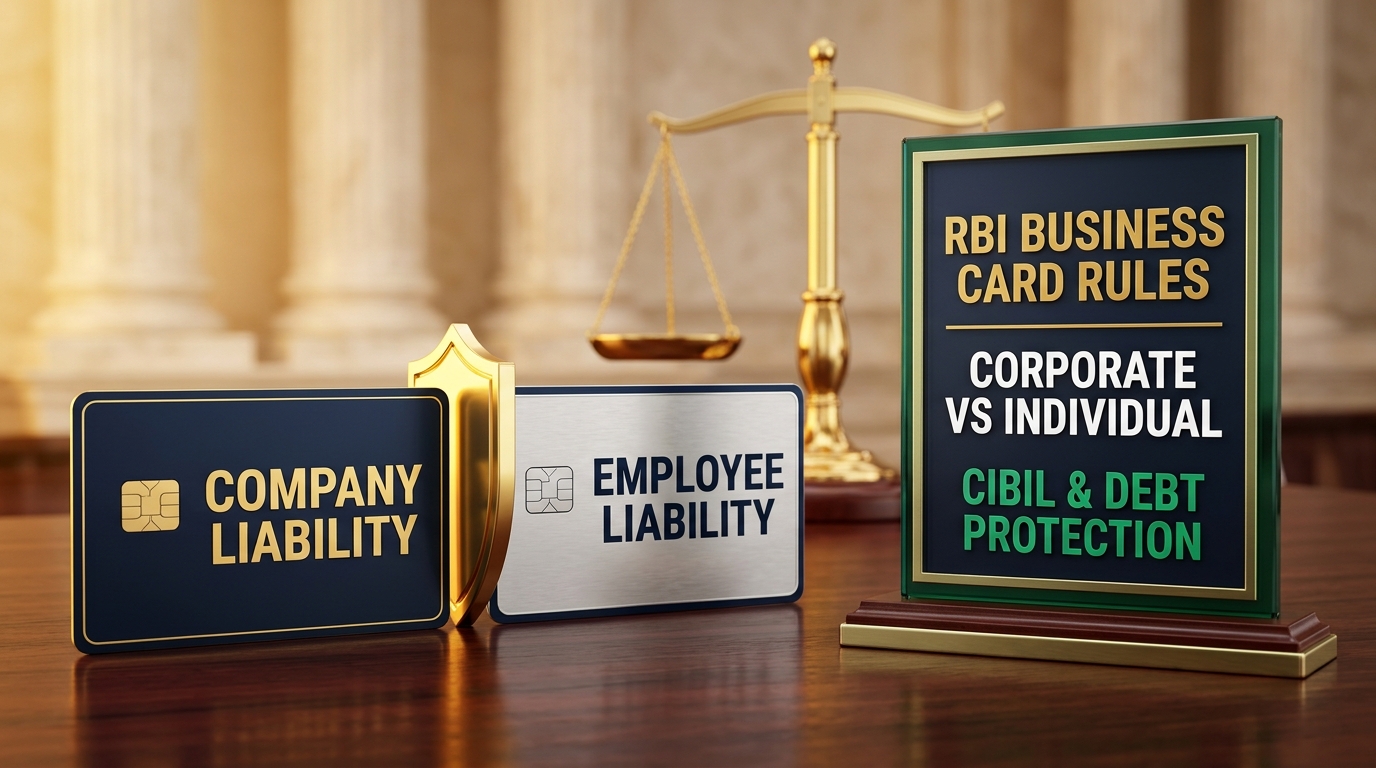 COMPANY
LIABILITY
EMPLOYEE
LIABILITY
RBI BUSINESS
CARD RULES
CORPORATE
VS INDIVIDUAL
CIBIL & DEBT
PROTECTION